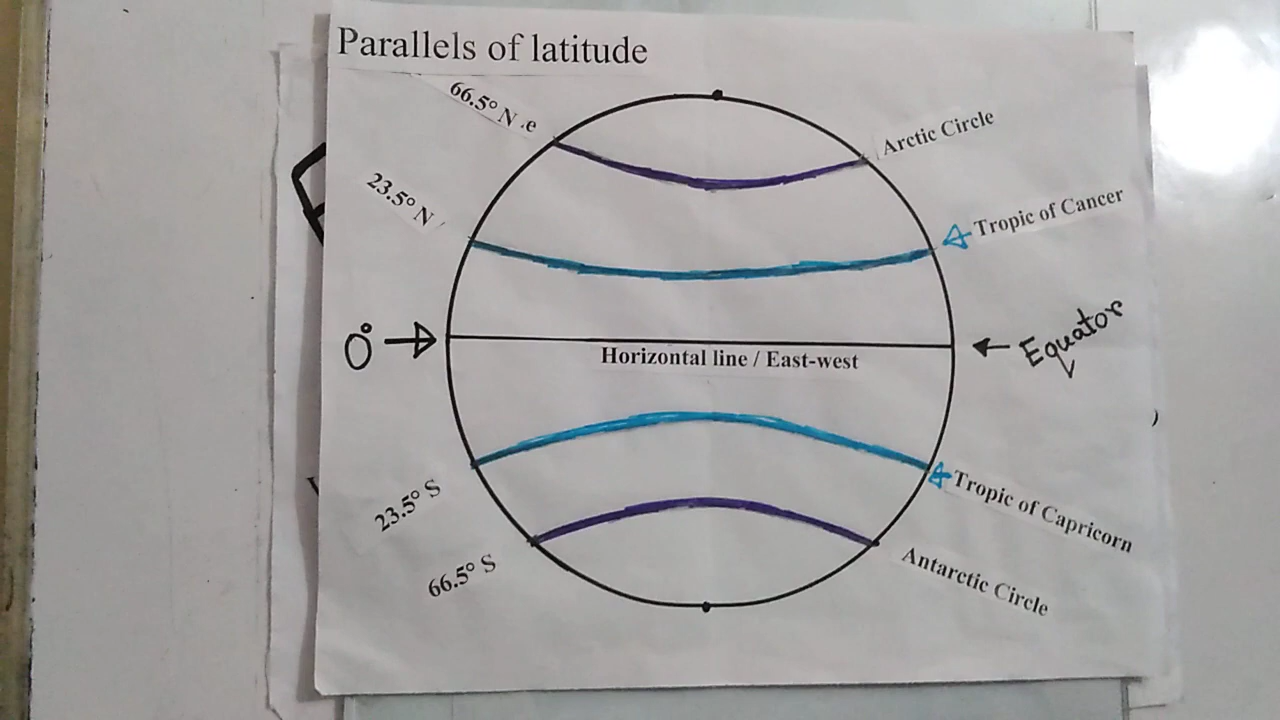 Parallels of latitude
66.5° N .e
Arctic Circle
23.5° N
Tropic of Cancer
0°
Equator
Horizontal line / East-west
23.5° S
Tropic of Capricorn
66.5° S
Antarctic Circle